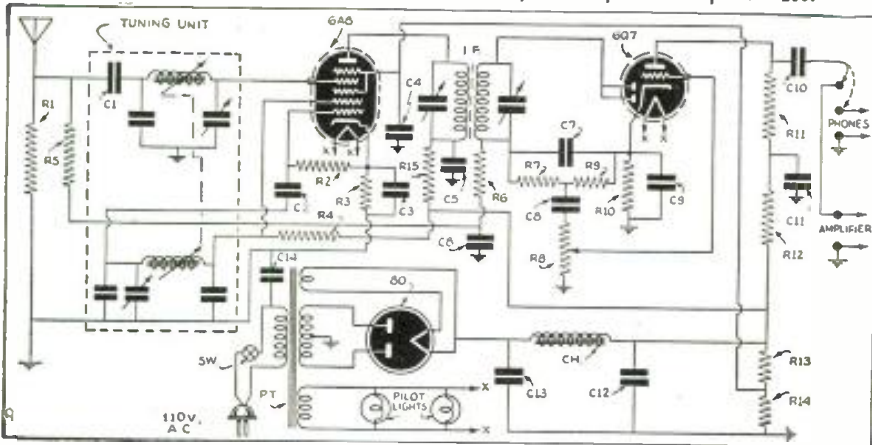 TUNING UNIT
6A8
I F
6Q7
C1
C4
C10
R1
R5
C7
PHONES
R11
R2
R15
C5
R7
R9
C
R3
C3
R6
R10
C9
C8
C11
R4
AMPLIFIER
C8
R8
R12
C14
80
SW
CH
R13
PT
PILOT
LIGHTS
X
C13
C12
R14
110V
A C
X
X
X
X
X